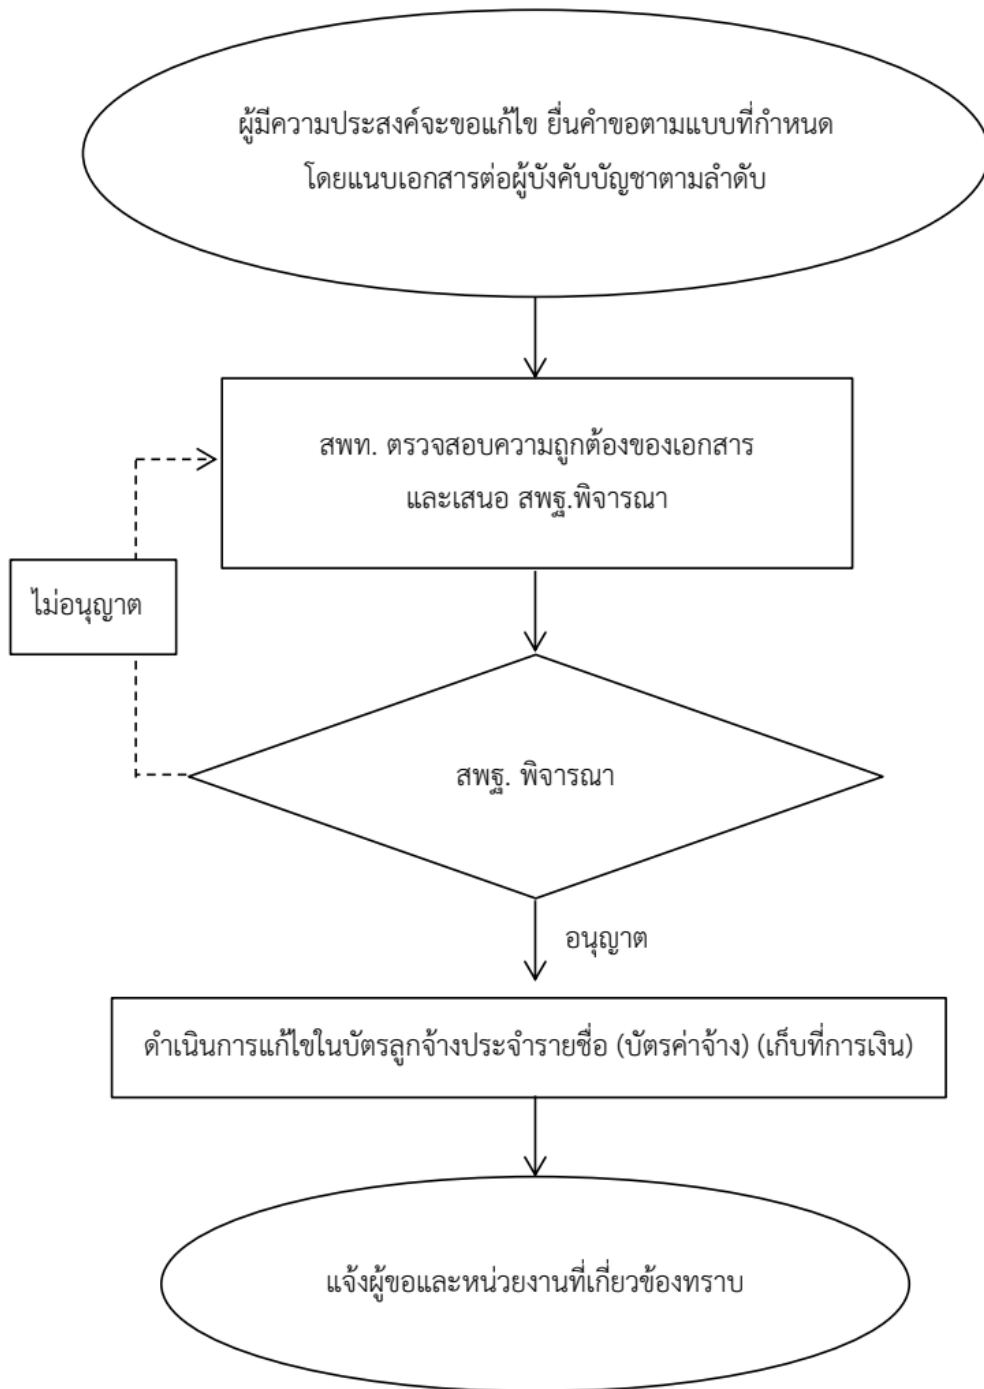 ผู้มีความประสงค์จะขอแก้ไข ยื่นคำขอตามแบบที่กำหนด
โดยแนบเอกสารต่อผู้บังคับบัญชาตามลำดับ
สพท. ตรวจสอบความถูกต้องของเอกสาร
และเสนอ สพฐ.พิจารณา
ไม่อนุญาต
สพฐ. พิจารณา
อนุญาต
ดำเนินการแก้ไขในบัตรลูกจ้างประจำรายชื่อ (บัตรค่าจ้าง) (เก็บที่การเงิน)
แจ้งผู้ขอและหน่วยงานที่เกี่ยวข้องทราบ